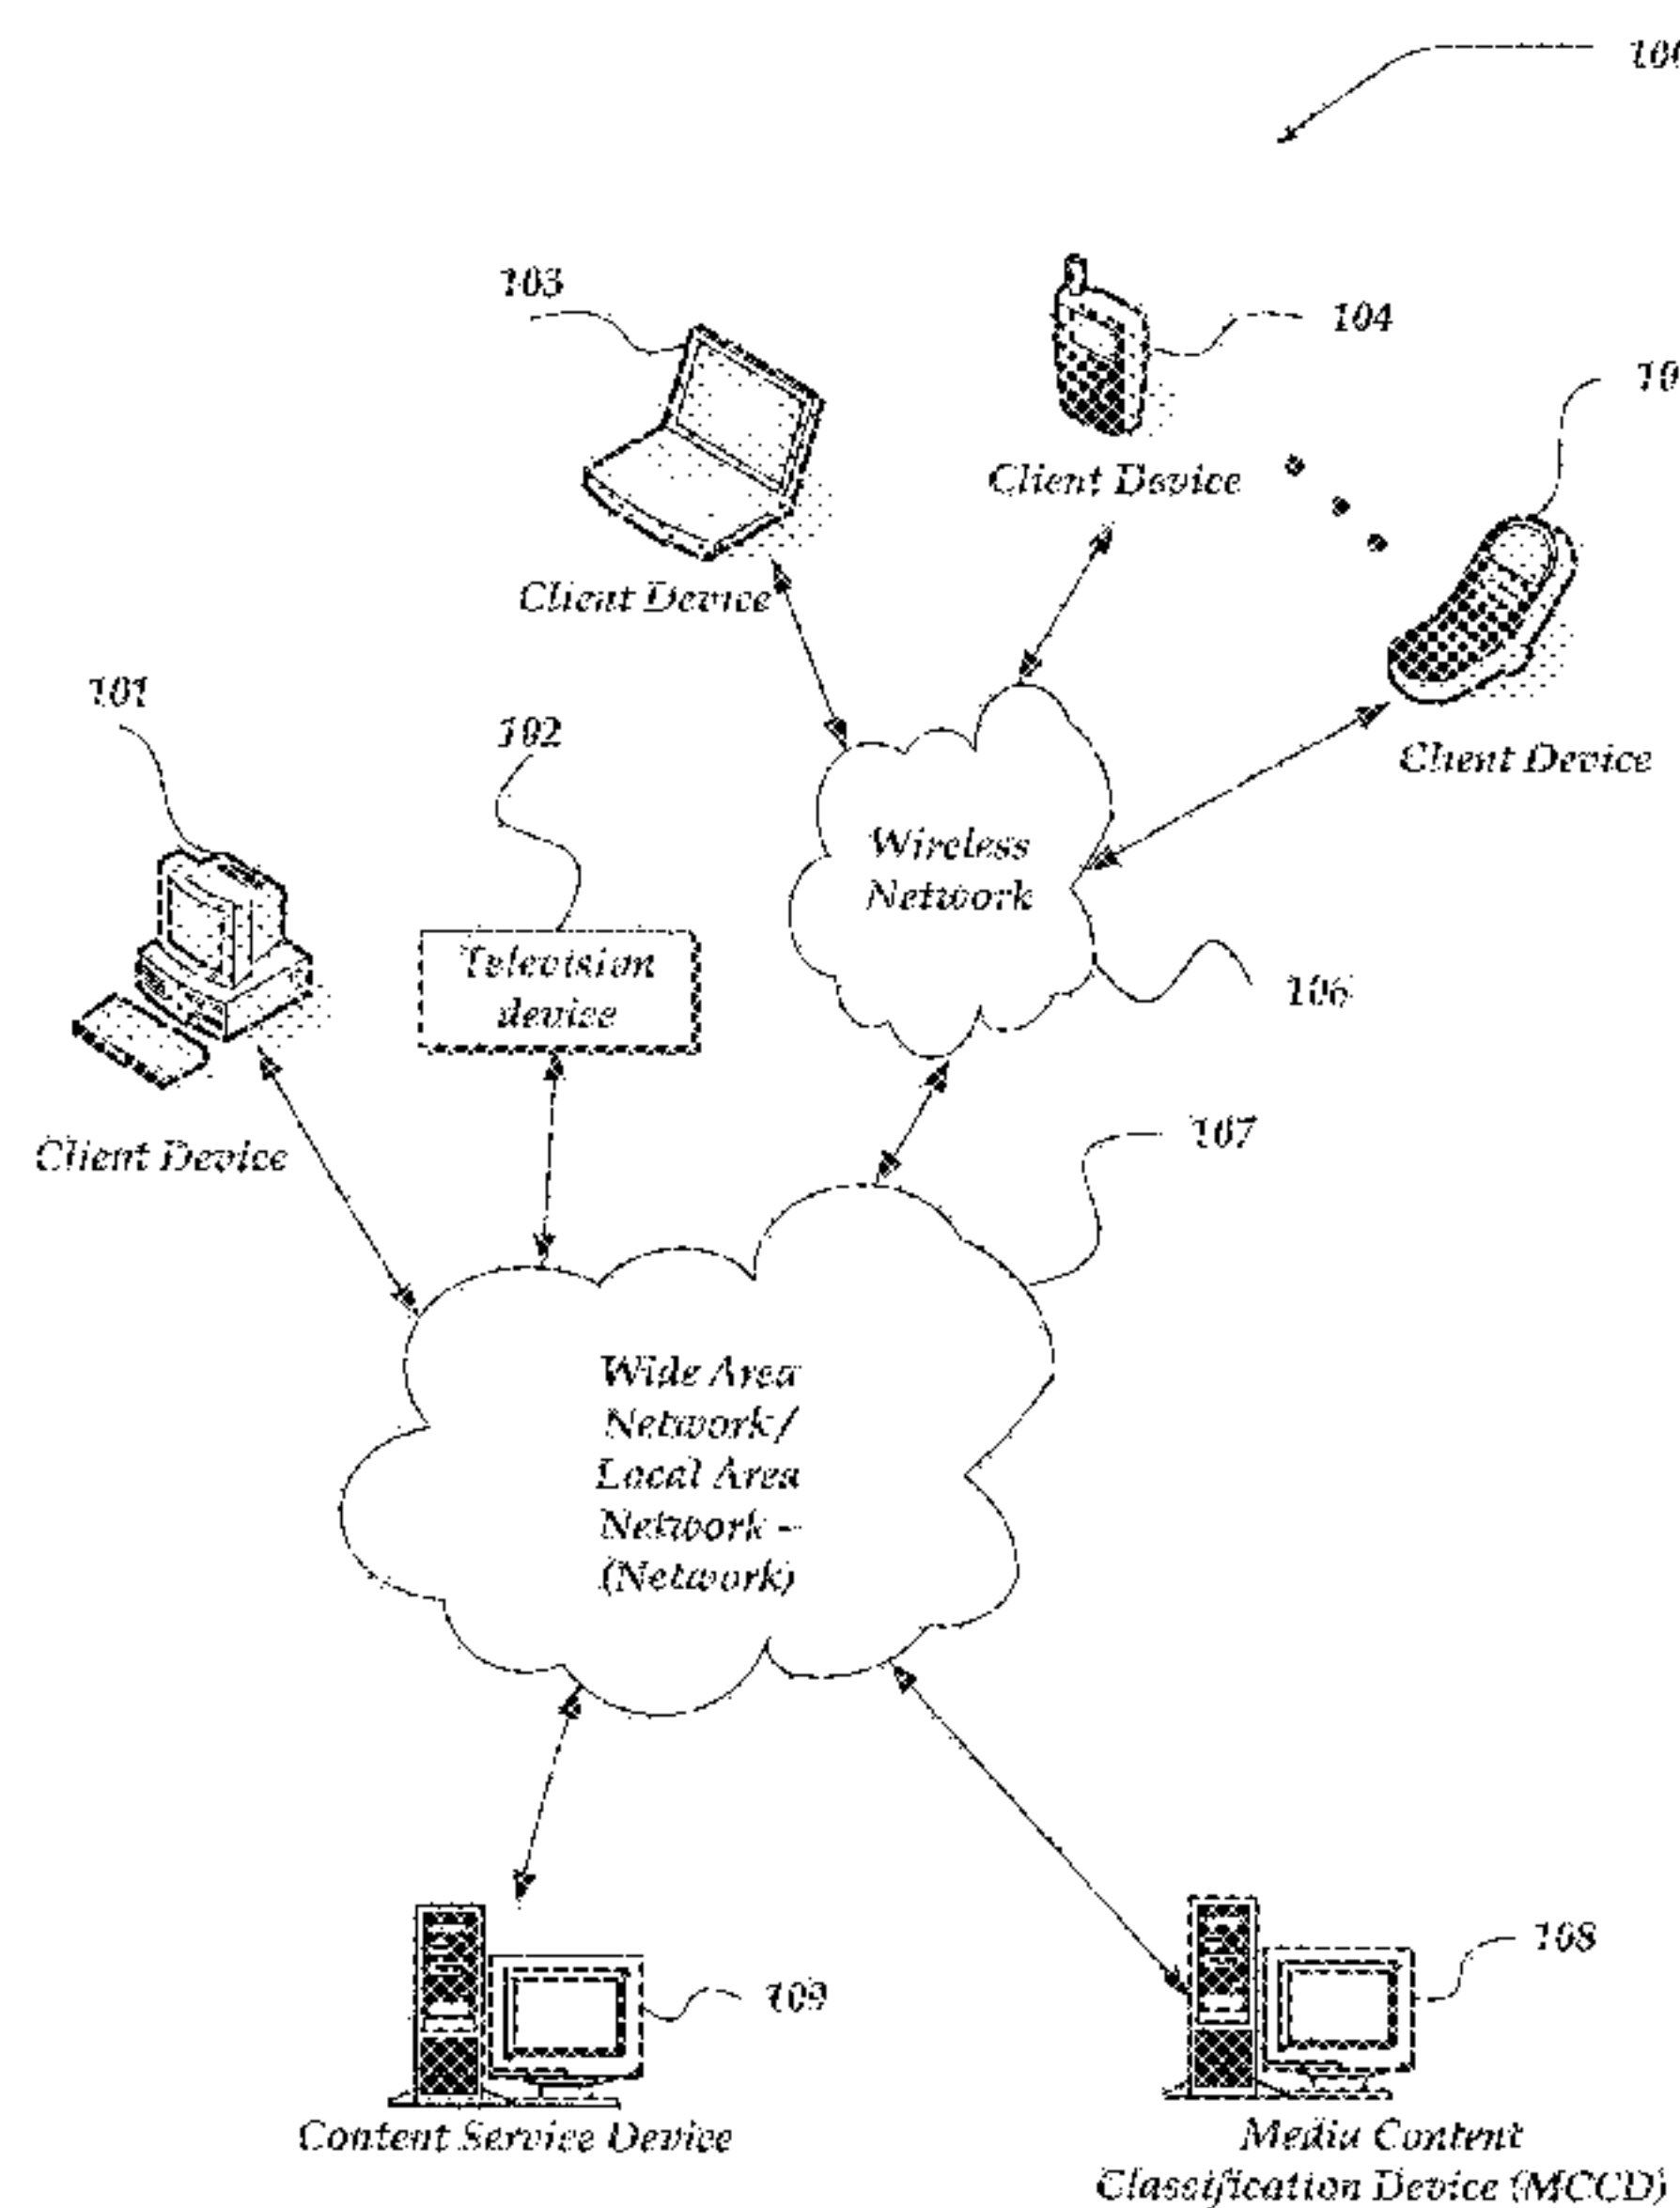 103
104
Client Device
Client Device
101
102
Client Device
Wireless
Network
Television
device
106
Client Device
107
Wide Area
Network/
Local Area
Network –
(Network)
108
109
Content Service Device
Media Content
Classification Device (MCCD)